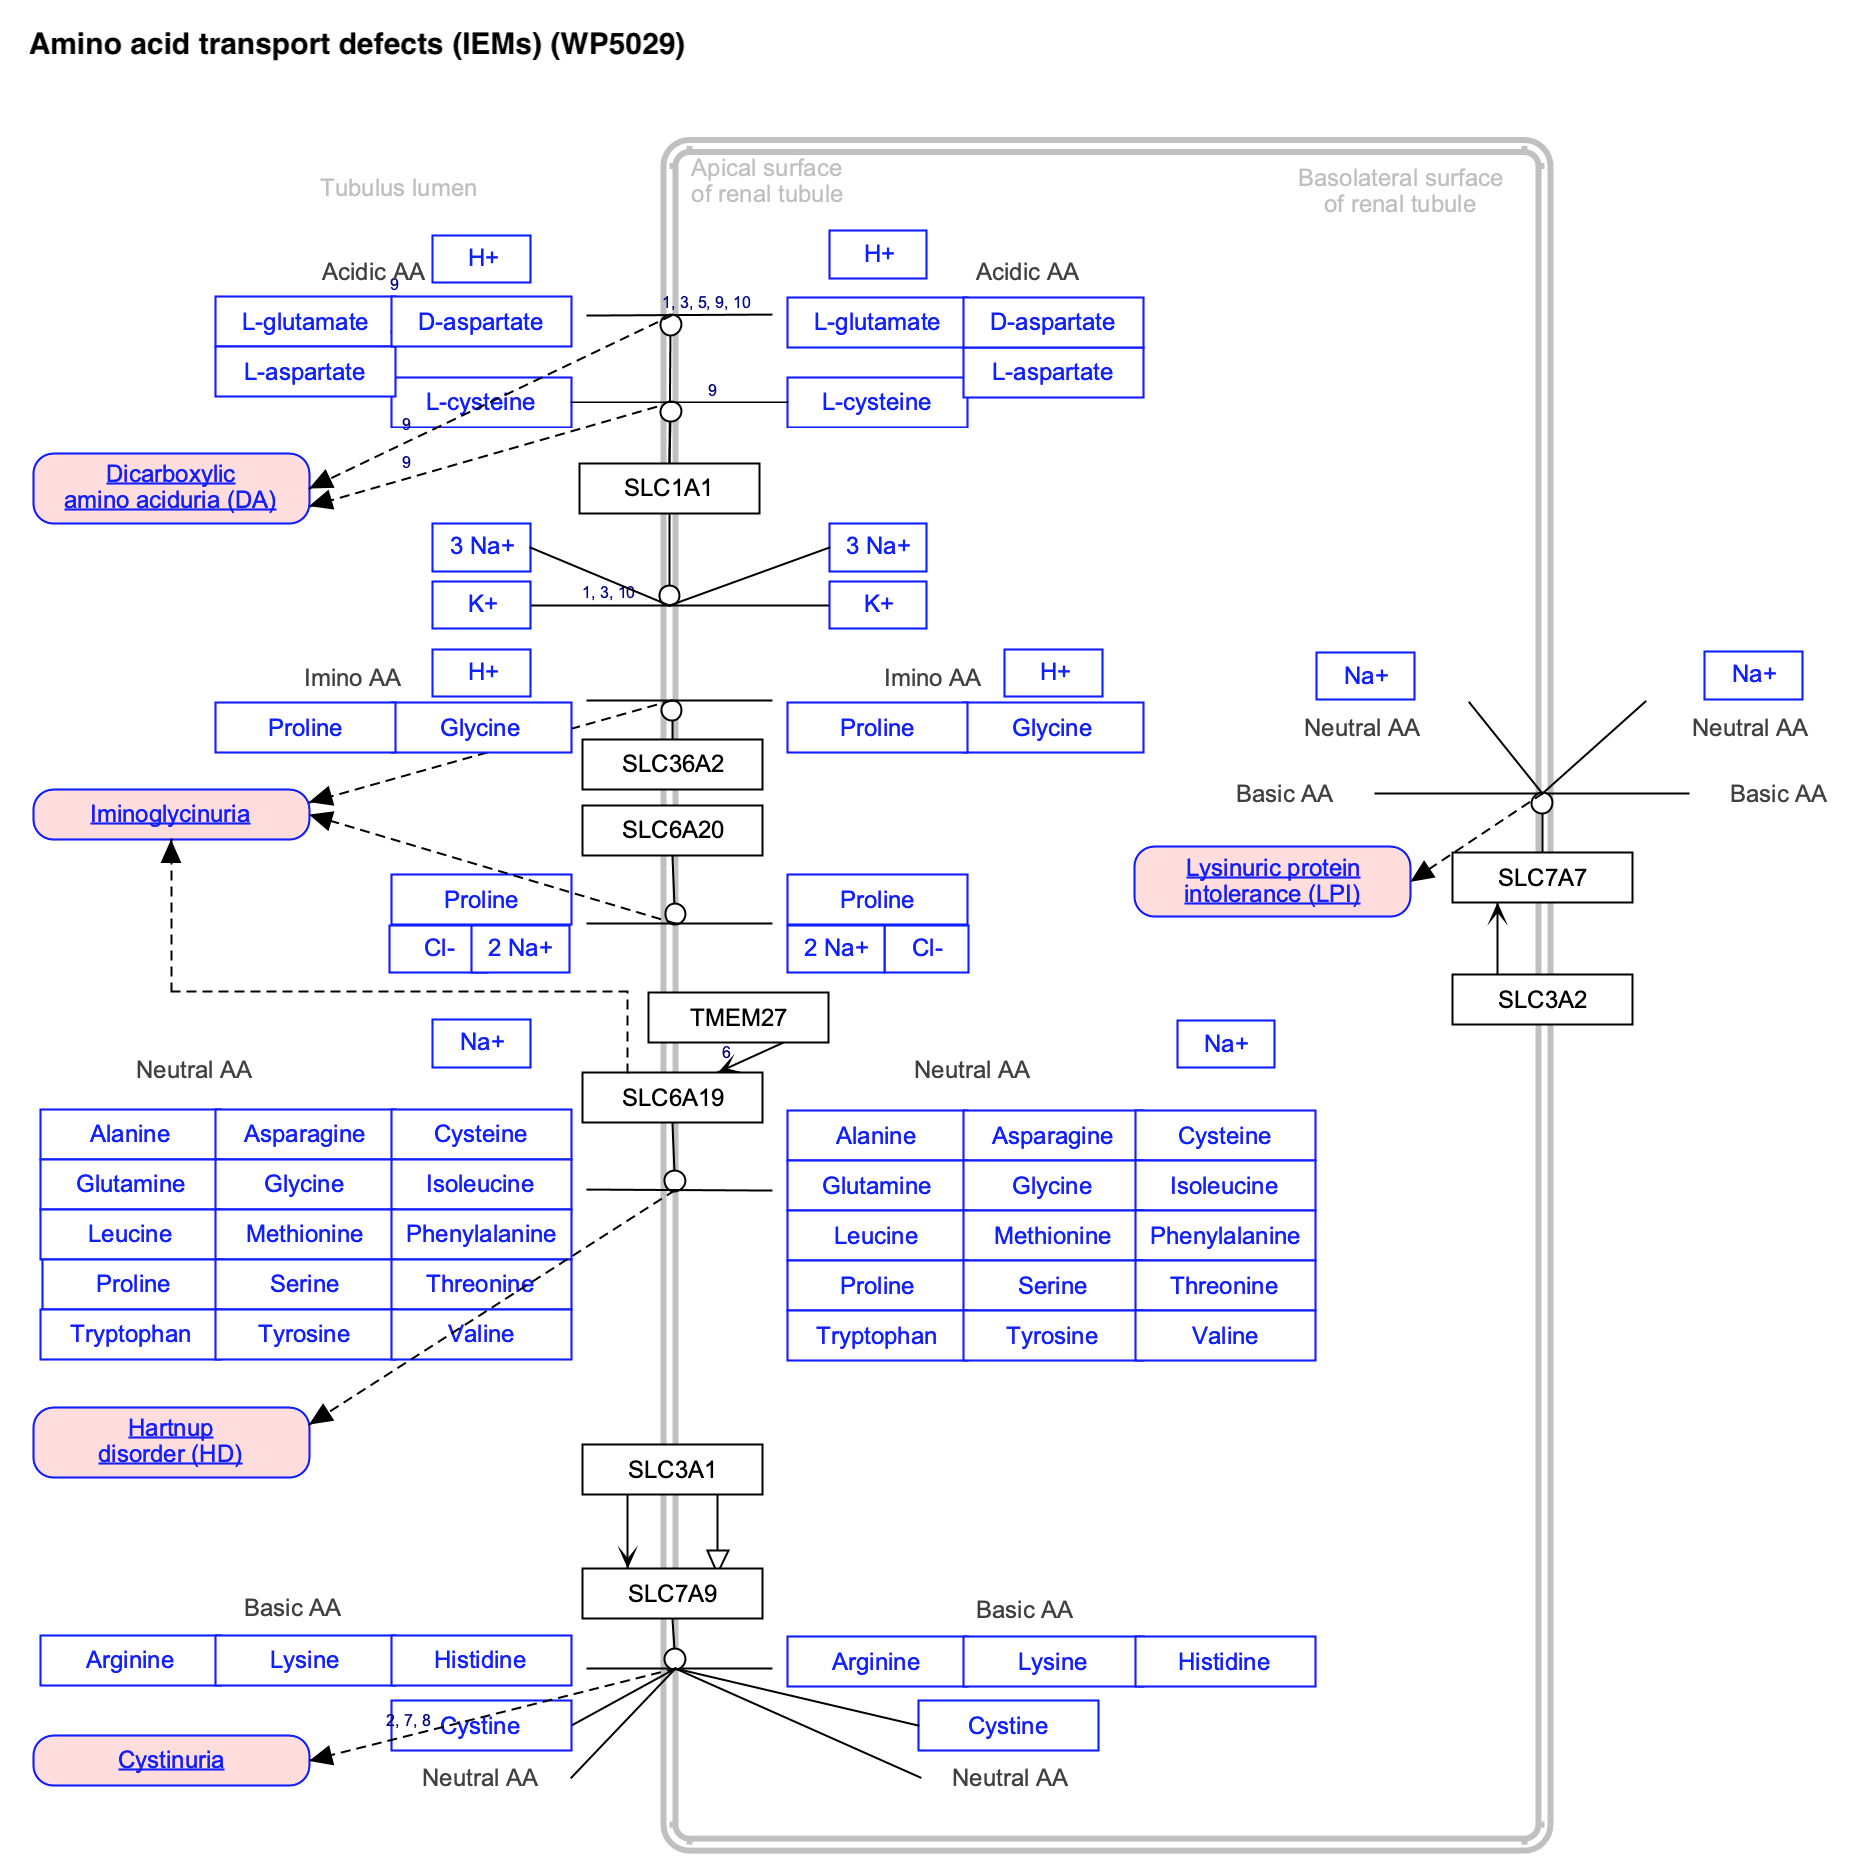 Amino acid transport defects (IEMs) (WP5029)
Tubulus lumen
Apical surface
of renal tubule
Basolateral surface
of renal tubule
H+
H+
Acidic AA
Acidic AA
9
1, 3, 5, 9, 10
L-glutamate
D-aspartate
L-glutamate
D-aspartate
L-aspartate
L-aspartate
9
L-cysteine
L-cysteine
9
9
Dicarboxylic
amino aciduria (DA)
SLC1A1
3 Na+
3 Na+
1, 3, 10
K+
K+
Imino AA
H+
Imino AA
H+
Na+
Na+
Proline
Glycine
Proline
Glycine
Neutral AA
Neutral AA
SLC36A2
Basic AA
Basic AA
Iminoglycinuria
SLC6A20
Lysinuric protein
intolerance (LPI)
SLC7A7
Proline
Proline
Cl-
2 Na+
2 Na+
Cl-
SLC3A2
TMEM27
Na+
6
Na+
Neutral AA
Neutral AA
SLC6A19
Alanine
Asparagine
Cysteine
Alanine
Asparagine
Cysteine
Glutamine
Glycine
Isoleucine
Glutamine
Glycine
Isoleucine
Leucine
Methionine
Phenylalanine
Leucine
Methionine
Phenylalanine
Proline
Serine
Threonine
Proline
Serine
Threonine
Tryptophan
Tyrosine
Valine
Tryptophan
Tyrosine
Valine
Hartnup
disorder (HD)
SLC3A1
SLC7A9
Basic AA
Basic AA
Arginine
Lysine
Histidine
Arginine
Lysine
Histidine
2, 7, 8
Cystine
Cystine
Cystinuria
Neutral AA
Neutral AA